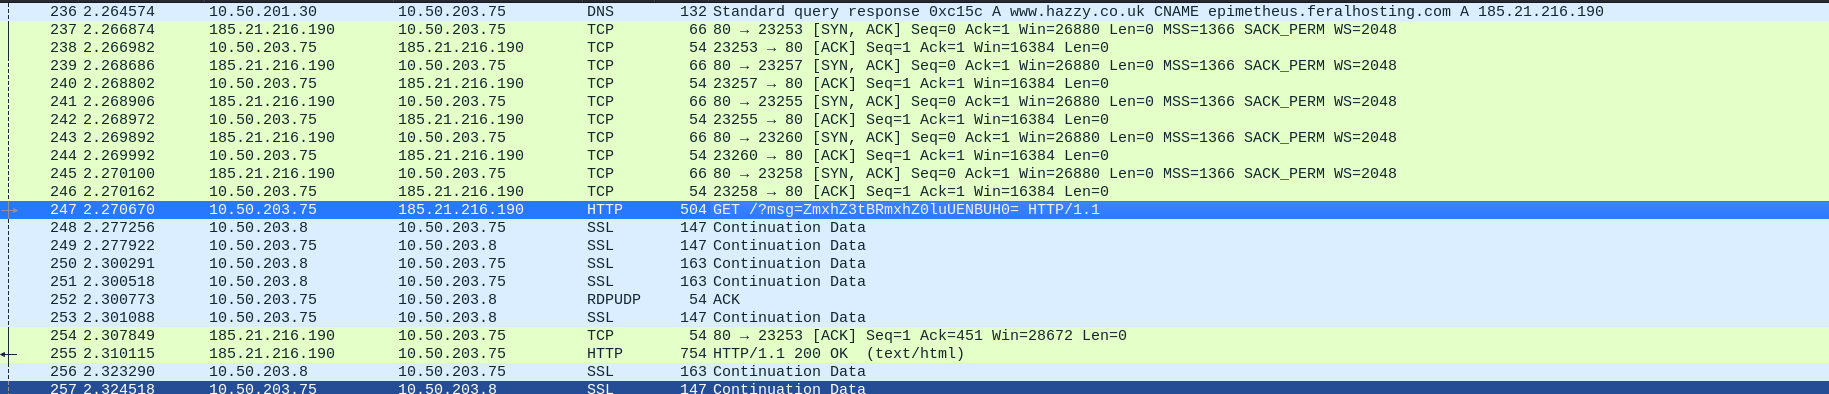 236 2.264574 10.50.201.30 10.50.203.75 DNS 132 Standard query response 0xc15c A www.hazzy.co.uk CNAME epimetheus.feralhosting.com A 185.21.216.190
237 2.266874 185.21.216.190 10.50.203.75 TCP 66 80 → 23253 [SYN, ACK] Seq=0 Ack=1 Win=26880 Len=0 MSS=1366 SACK_PERM WS=2048
238 2.266982 10.50.203.75 185.21.216.190 TCP 54 23253 → 80 [ACK] Seq=1 Ack=1 Win=16384 Len=0
239 2.268686 185.21.216.190 10.50.203.75 TCP 66 80 → 23257 [SYN, ACK] Seq=0 Ack=1 Win=26880 Len=0 MSS=1366 SACK_PERM WS=2048
240 2.268802 10.50.203.75 185.21.216.190 TCP 54 23257 → 80 [ACK] Seq=1 Ack=1 Win=16384 Len=0
241 2.268906 185.21.216.190 10.50.203.75 TCP 66 80 → 23255 [SYN, ACK] Seq=0 Ack=1 Win=26880 Len=0 MSS=1366 SACK_PERM WS=2048
242 2.268972 10.50.203.75 185.21.216.190 TCP 54 23255 → 80 [ACK] Seq=1 Ack=1 Win=16384 Len=0
243 2.269892 185.21.216.190 10.50.203.75 TCP 66 80 → 23260 [SYN, ACK] Seq=0 Ack=1 Win=26880 Len=0 MSS=1366 SACK_PERM WS=2048
244 2.269992 10.50.203.75 185.21.216.190 TCP 54 23260 → 80 [ACK] Seq=1 Ack=1 Win=16384 Len=0
245 2.270100 185.21.216.190 10.50.203.75 TCP 66 80 → 23258 [SYN, ACK] Seq=0 Ack=1 Win=26880 Len=0 MSS=1366 SACK_PERM WS=2048
246 2.270162 10.50.203.75 185.21.216.190 TCP 54 23258 → 80 [ACK] Seq=1 Ack=1 Win=16384 Len=0
247 2.270670 10.50.203.75 185.21.216.190 HTTP 504 GET /?msg=ZmxhZ3tBRmxhZ0luUENBUH0= HTTP/1.1
248 2.277256 10.50.203.8 10.50.203.75 SSL 147 Continuation Data
249 2.277922 10.50.203.75 10.50.203.8 SSL 147 Continuation Data
250 2.300291 10.50.203.8 10.50.203.75 SSL 163 Continuation Data
251 2.300518 10.50.203.8 10.50.203.75 SSL 163 Continuation Data
252 2.300773 10.50.203.75 10.50.203.8 RDPUDP 54 ACK
253 2.301088 10.50.203.75 10.50.203.8 SSL 147 Continuation Data
254 2.307849 185.21.216.190 10.50.203.75 TCP 54 80 → 23253 [ACK] Seq=1 Ack=451 Win=28672 Len=0
255 2.310115 185.21.216.190 10.50.203.75 HTTP 754 HTTP/1.1 200 OK (text/html)
256 2.323290 10.50.203.8 10.50.203.75 SSL 163 Continuation Data
257 2.324518 10.50.203.75 10.50.203.8 SSL 147 Continuation Data